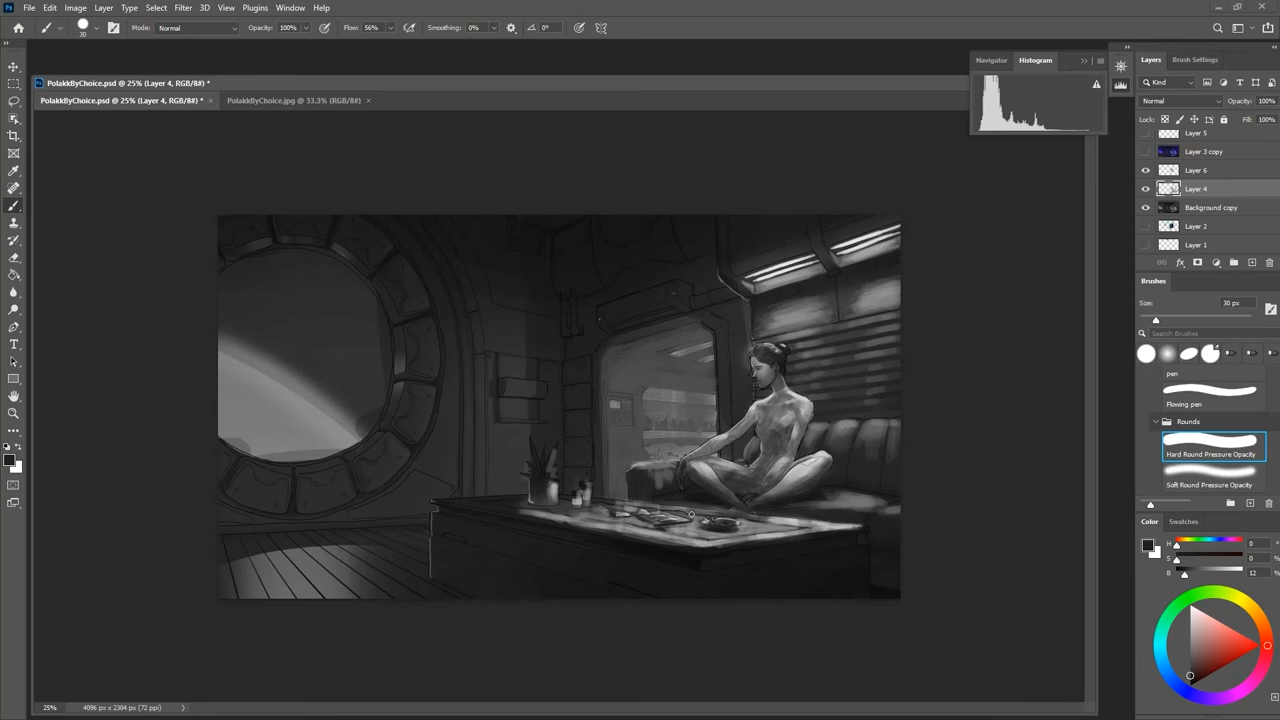 File Edit Image Layer Type Select Filter 3D View Plugins Window Help
30 Mode: Normal Opacity: 100% Flow: 56% Smoothing: 0% 0°
PolakkByChoice.psd @ 25% (Layer 4, RGB/8#) *
PolakkByChoice.psd @ 25% (Layer 4, RGB/8#) * PolakkByChoice.jpg @ 33.3% (RGB/8#)
Navigator Histogram
Layers Brush Settings
Kind
Normal Opacity: 100%
Lock: Fill: 100%
Layer 5
Layer 3 copy
Layer 6
Layer 4
Background copy
Layer 2
Layer 1
Brushes
Size: 30 px
Search Brushes
pen
Flowing pen
Rounds
Hard Round Pressure Opacity
Soft Round Pressure Opacity
Color Swatches
H 0 °
S 0 %
B 12 %
25% 4096 px x 2304 px (72 ppi)